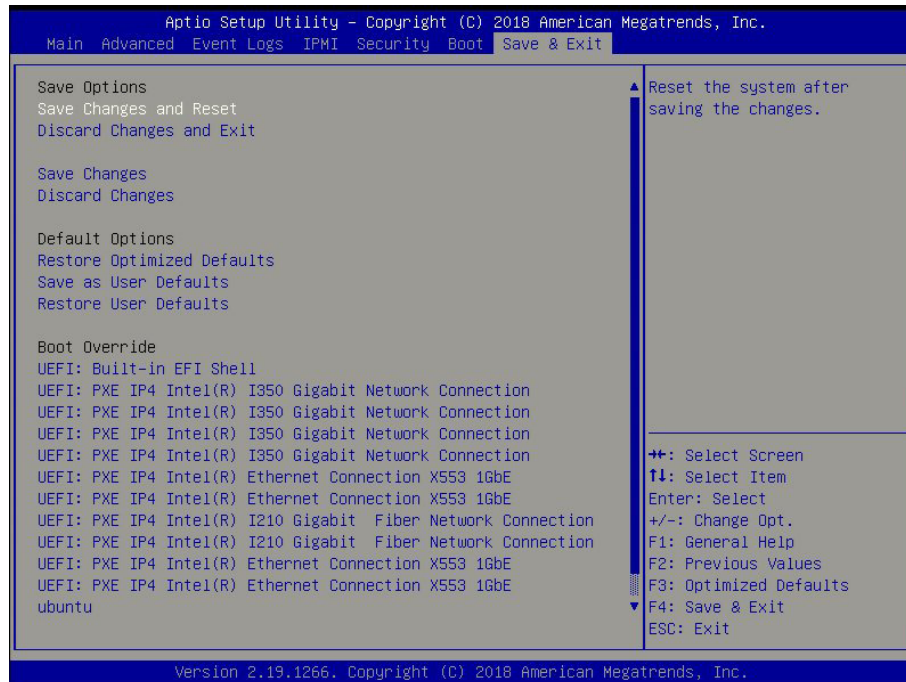 Aptio Setup Utility – Copyright (C) 2018 American Megatrends, Inc.
Main Advanced Event Logs IPMI Security Boot Save & Exit
Save Options
Save Changes and Reset
Discard Changes and Exit
Save Changes
Discard Changes
Default Options
Restore Optimized Defaults
Save as User Defaults
Restore User Defaults
Boot Override
UEFI: Built-in EFI Shell
UEFI: PXE IP4 Intel(R) I350 Gigabit Network Connection
UEFI: PXE IP4 Intel(R) I350 Gigabit Network Connection
UEFI: PXE IP4 Intel(R) I350 Gigabit Network Connection
UEFI: PXE IP4 Intel(R) I350 Gigabit Network Connection
UEFI: PXE IP4 Intel(R) Ethernet Connection X553 1GbE
UEFI: PXE IP4 Intel(R) Ethernet Connection X553 1GbE
UEFI: PXE IP4 Intel(R) I210 Gigabit  Fiber Network Connection
UEFI: PXE IP4 Intel(R) I210 Gigabit  Fiber Network Connection
UEFI: PXE IP4 Intel(R) Ethernet Connection X553 1GbE
UEFI: PXE IP4 Intel(R) Ethernet Connection X553 1GbE
ubuntu
Reset the system after
saving the changes.
→←: Select Screen
↑↓: Select Item
Enter: Select
+/-: Change Opt.
F1: General Help
F2: Previous Values
F3: Optimized Defaults
F4: Save & Exit
ESC: Exit
Version 2.19.1266. Copyright (C) 2018 American Megatrends, Inc.